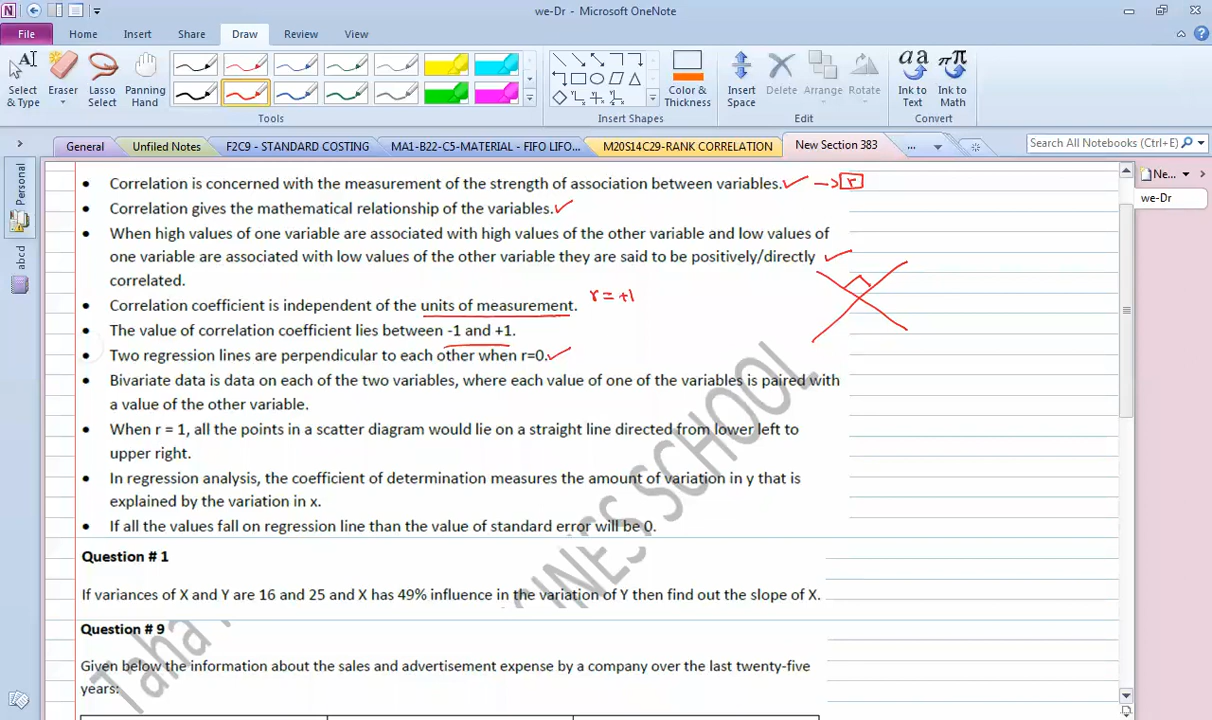 we-Dr - Microsoft OneNote
File Home Insert Share Draw Review View
Select & Type
Eraser
Lasso Select
Panning Hand
Color & Thickness
Insert Space
Delete
Arrange
Rotate
Ink to Text
Ink to Math
Tools
Insert Shapes
Edit
Convert
General
Unfiled Notes
F2C9 - STANDARD COSTING
MA1-B22-C5-MATERIAL - FIFO LIFO...
M20S14C29-RANK CORRELATION
New Section 383
...
Search All Notebooks (Ctrl+E)
Personal
abcd
Ne...
we-Dr
• Correlation is concerned with the measurement of the strength of association between variables. → r
• Correlation gives the mathematical relationship of the variables.
• When high values of one variable are associated with high values of the other variable and low values of
one variable are associated with low values of the other variable they are said to be positively/directly
correlated.
• Correlation coefficient is independent of the units of measurement. r = +1
• The value of correlation coefficient lies between -1 and +1.
• Two regression lines are perpendicular to each other when r=0.
• Bivariate data is data on each of the two variables, where each value of one of the variables is paired with
a value of the other variable.
• When r = 1, all the points in a scatter diagram would lie on a straight line directed from lower left to
upper right.
• In regression analysis, the coefficient of determination measures the amount of variation in y that is
explained by the variation in x.
• If all the values fall on regression line than the value of standard error will be 0.
Question # 1
If variances of X and Y are 16 and 25 and X has 49% influence in the variation of Y then find out the slope of X.
Question # 9
Given below the information about the sales and advertisement expense by a company over the last twenty-five
years:
Taha
SCHOOL